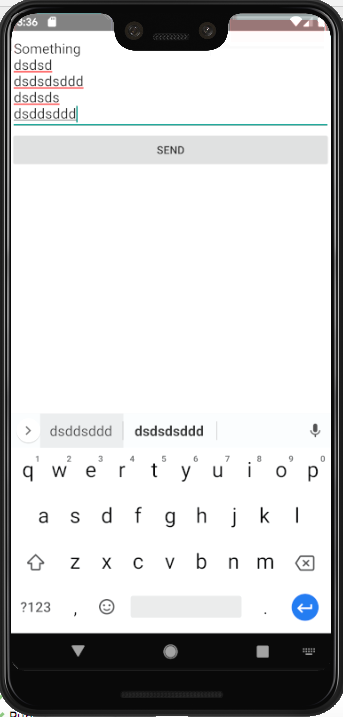 3:36
Something
dsdsd
dsdsdsddd
dsdsds
dsddsddd
SEND
dsddsddd dsdsdsddd
1 2 3 4 5 6 7 8 9 0
q w e r t y u i o p
a s d f g h j k l
z x c v b n m
?123 , .